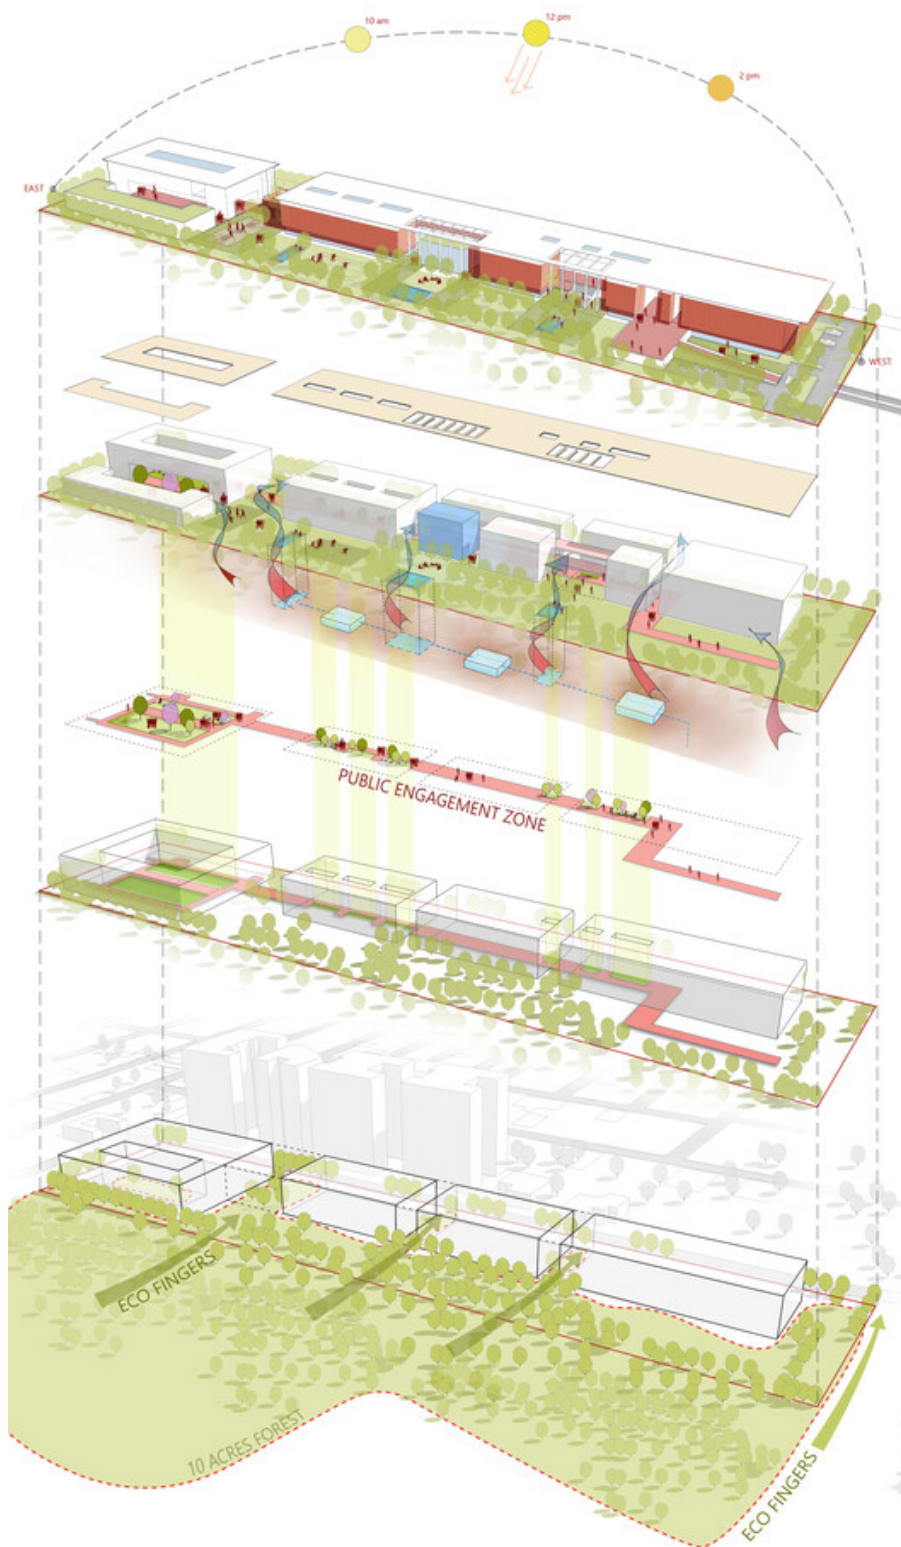 10 am
12 pm
2 pm
EAST
WEST
PUBLIC ENGAGEMENT ZONE
ECO FINGERS
10 ACRES FOREST
ECO FINGERS